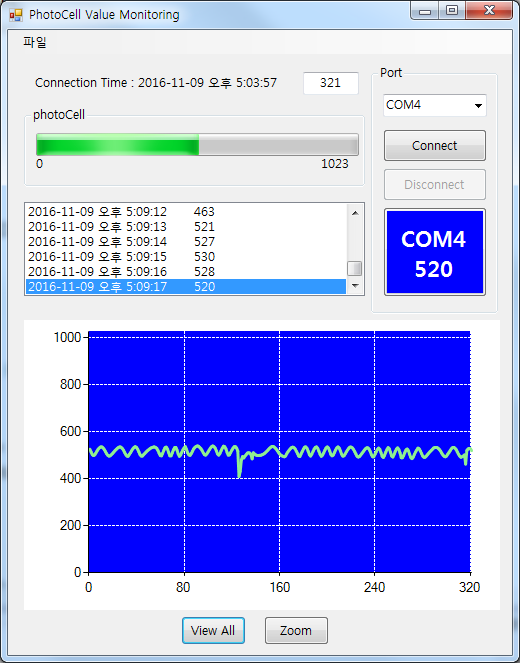 PhotoCell Value Monitoring
파일
Connection Time : 2016-11-09 오후 5:03:57 321
photoCell
0 1023
2016-11-09 오후 5:09:12 463
2016-11-09 오후 5:09:13 521
2016-11-09 오후 5:09:14 527
2016-11-09 오후 5:09:15 530
2016-11-09 오후 5:09:16 528
2016-11-09 오후 5:09:17 520
Port
COM4
Connect
Disconnect
COM4
520
1000
800
600
400
200
0
0 80 160 240 320
View All Zoom